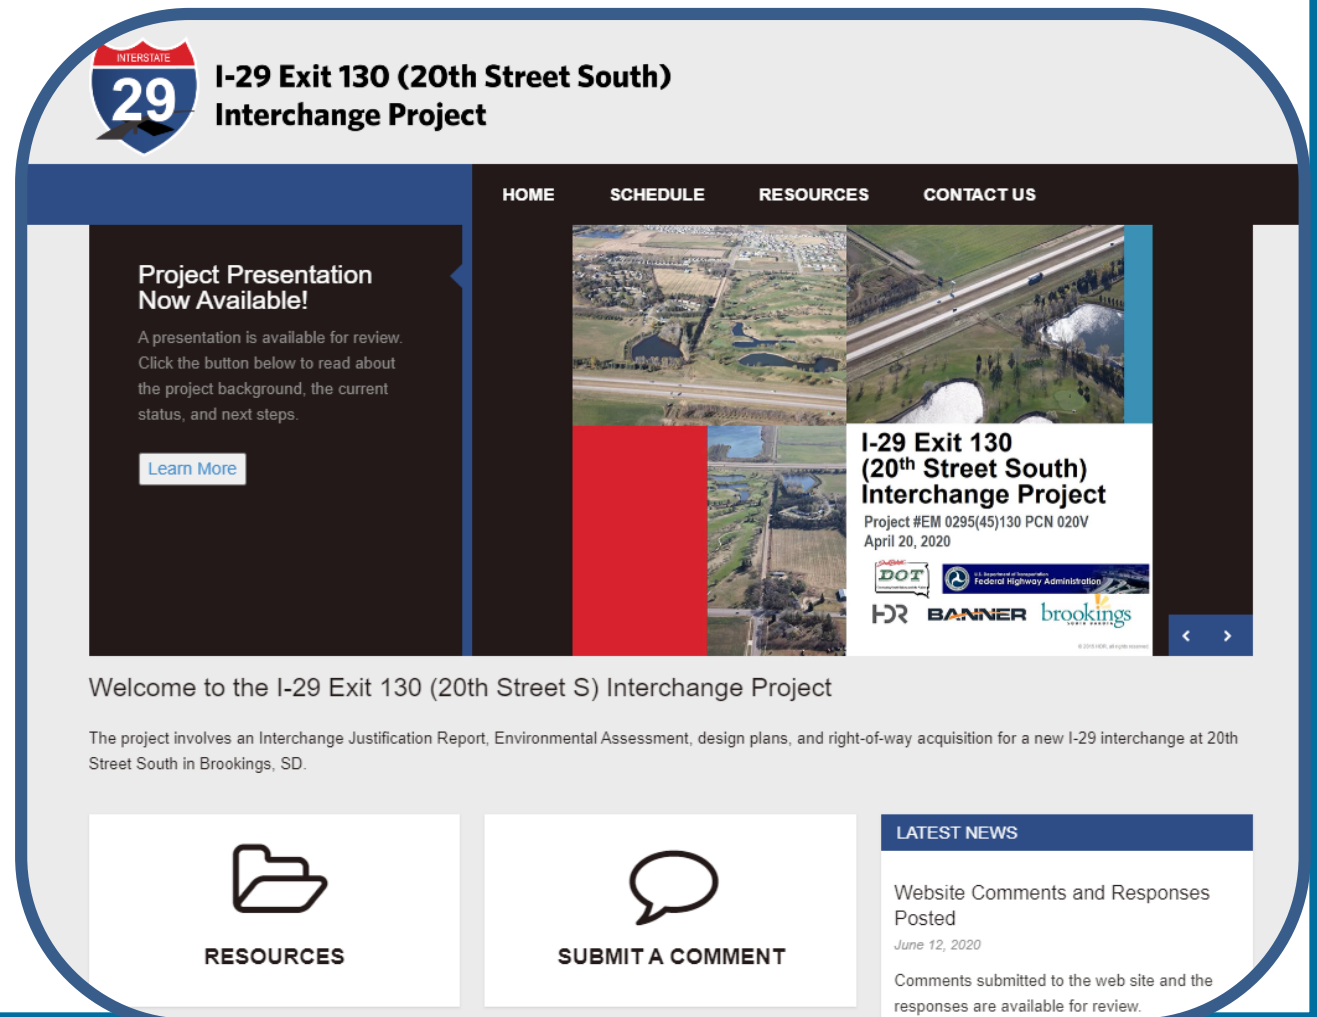 INTERSTATE
29
I-29 Exit 130 (20th Street South)
Interchange Project
HOME SCHEDULE RESOURCES CONTACT US
Project Presentation
Now Available!
A presentation is available for review.
Click the button below to read about
the project background, the current
status, and next steps.
Learn More
I-29 Exit 130
(20th Street South)
Interchange Project
Project #EM 0295(45)130 PCN 020V
April 20, 2020
DOT
U.S. Department of Transportation
Federal Highway Administration
HDR BANNER brookings
SOUTH DAKOTA
Welcome to the I-29 Exit 130 (20th Street S) Interchange Project
The project involves an Interchange Justification Report, Environmental Assessment, design plans, and right-of-way acquisition for a new I-29 interchange at 20th
Street South in Brookings, SD.
RESOURCES
SUBMIT A COMMENT
LATEST NEWS
Website Comments and Responses
Posted
June 12, 2020
Comments submitted to the web site and the
responses are available for review.